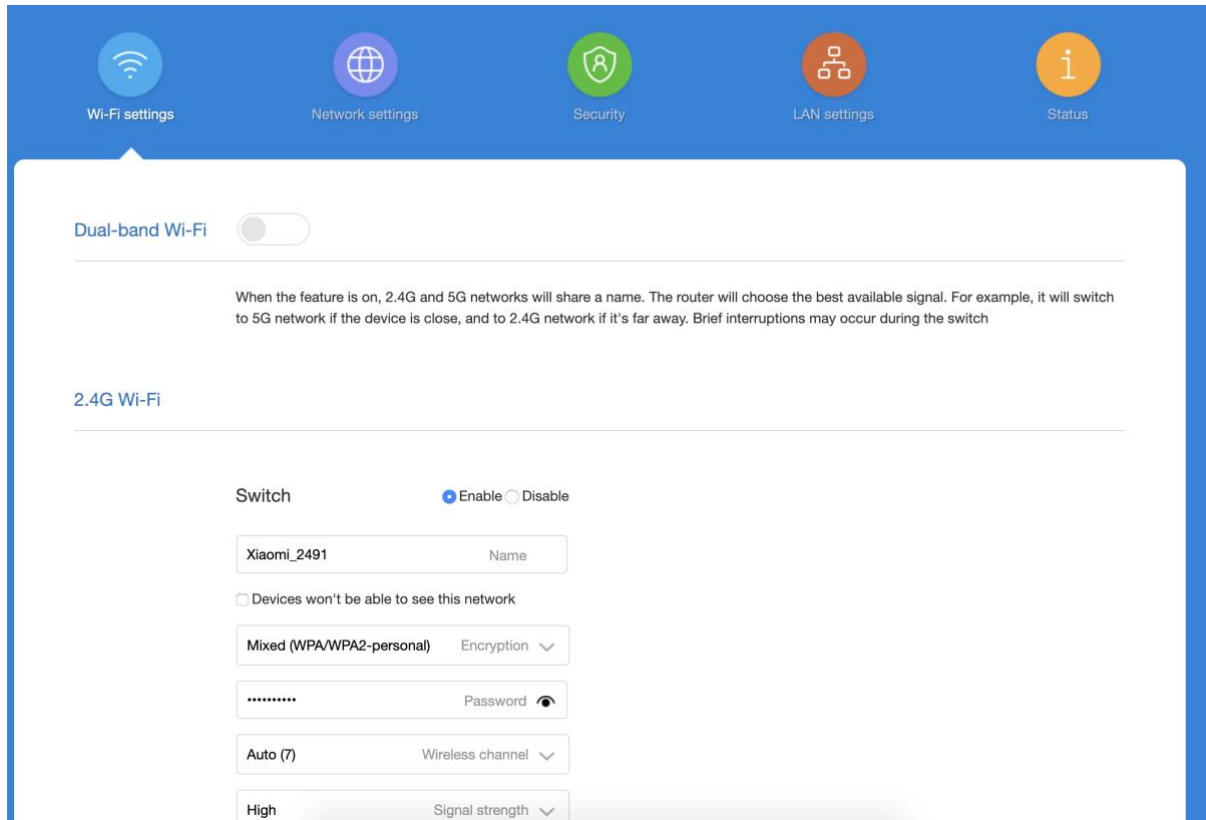 Wi-Fi settings
Network settings
Security
LAN settings
Status
Dual-band Wi-Fi
When the feature is on, 2.4G and 5G networks will share a name. The router will choose the best available signal. For example, it will switch
to 5G network if the device is close, and to 2.4G network if it's far away. Brief interruptions may occur during the switch
2.4G Wi-Fi
Switch Enable Disable
Xiaomi_2491 Name
Devices won't be able to see this network
Mixed (WPA/WPA2-personal) Encryption
•••••••••• Password
Auto (7) Wireless channel
High Signal strength